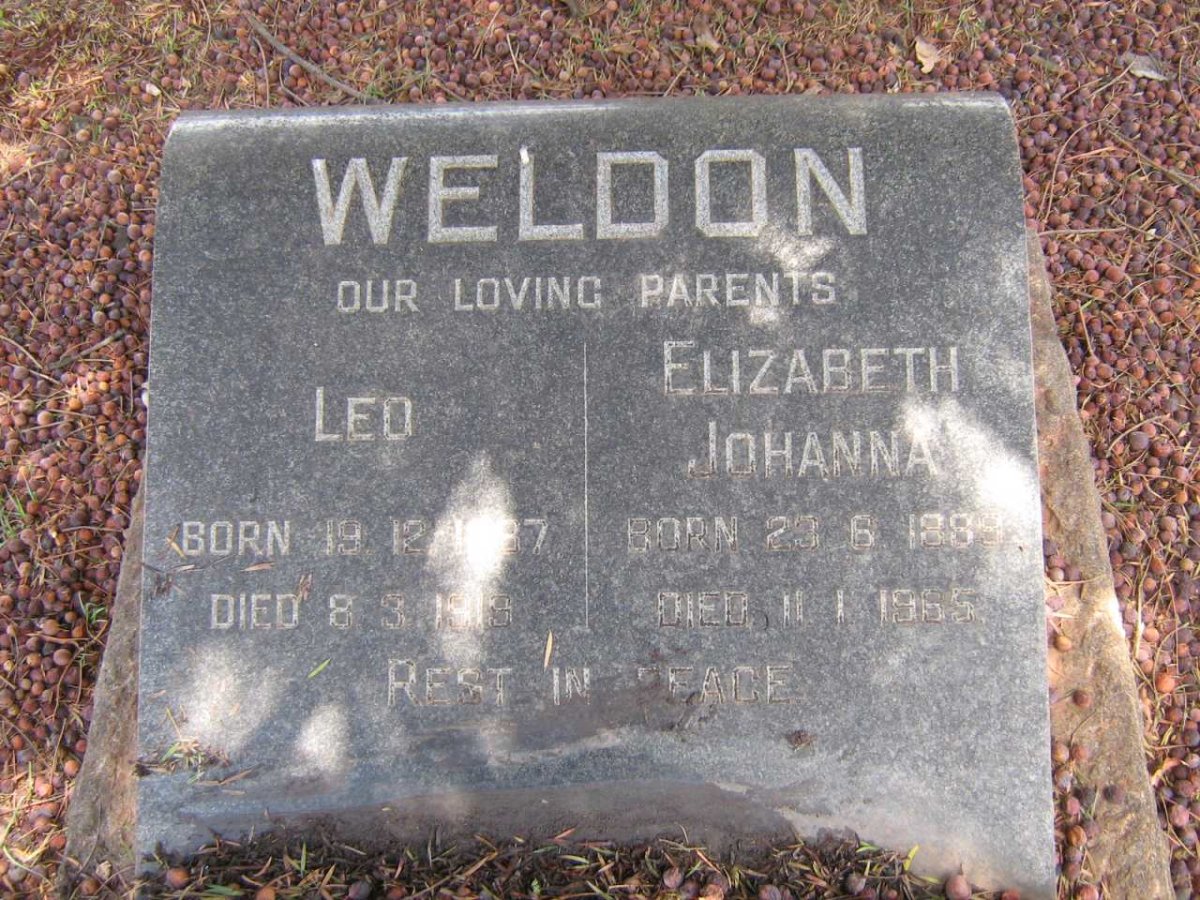 WELDON
OUR LOVING PARENTS
LEO
BORN 19. 12.
DIED 8. 3. 1919
ELIZABETH
JOHANNA
BORN 23. 6. 1889.
DIED 11. 1. 1965.
REST IN PEACE.